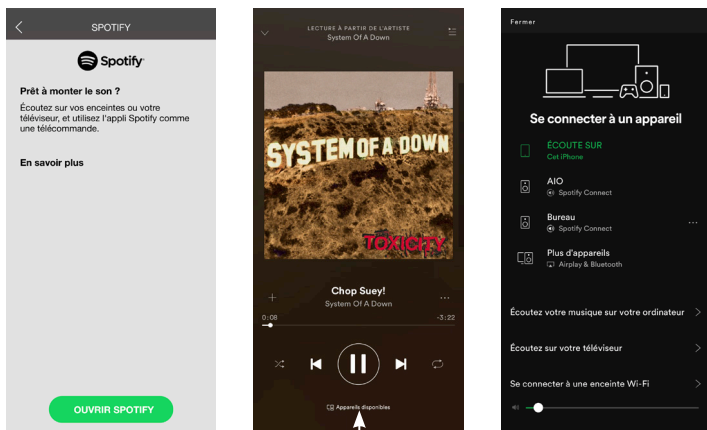 SPOTIFY
Spotify
Prêt à monter le son ?
Écoutez sur vos enceintes ou votre
téléviseur, et utilisez l'appli Spotify comme
une télécommande.
En savoir plus
OUVRIR SPOTIFY
LECTURE À PARTIR DE L'ARTISTE
System Of A Down
SYSTEM OF A DOWN
TOXICITY
Chop Suey!
System Of A Down
0:08
-3:22
Appareils disponibles
Fermer
Se connecter à un appareil
ÉCOUTE SUR
Cet iPhone
AIO
Spotify Connect
Bureau
Spotify Connect
Plus d'appareils
Airplay & Bluetooth
Écoutez votre musique sur votre ordinateur
Écoutez sur votre téléviseur
Se connecter à une enceinte Wi-Fi